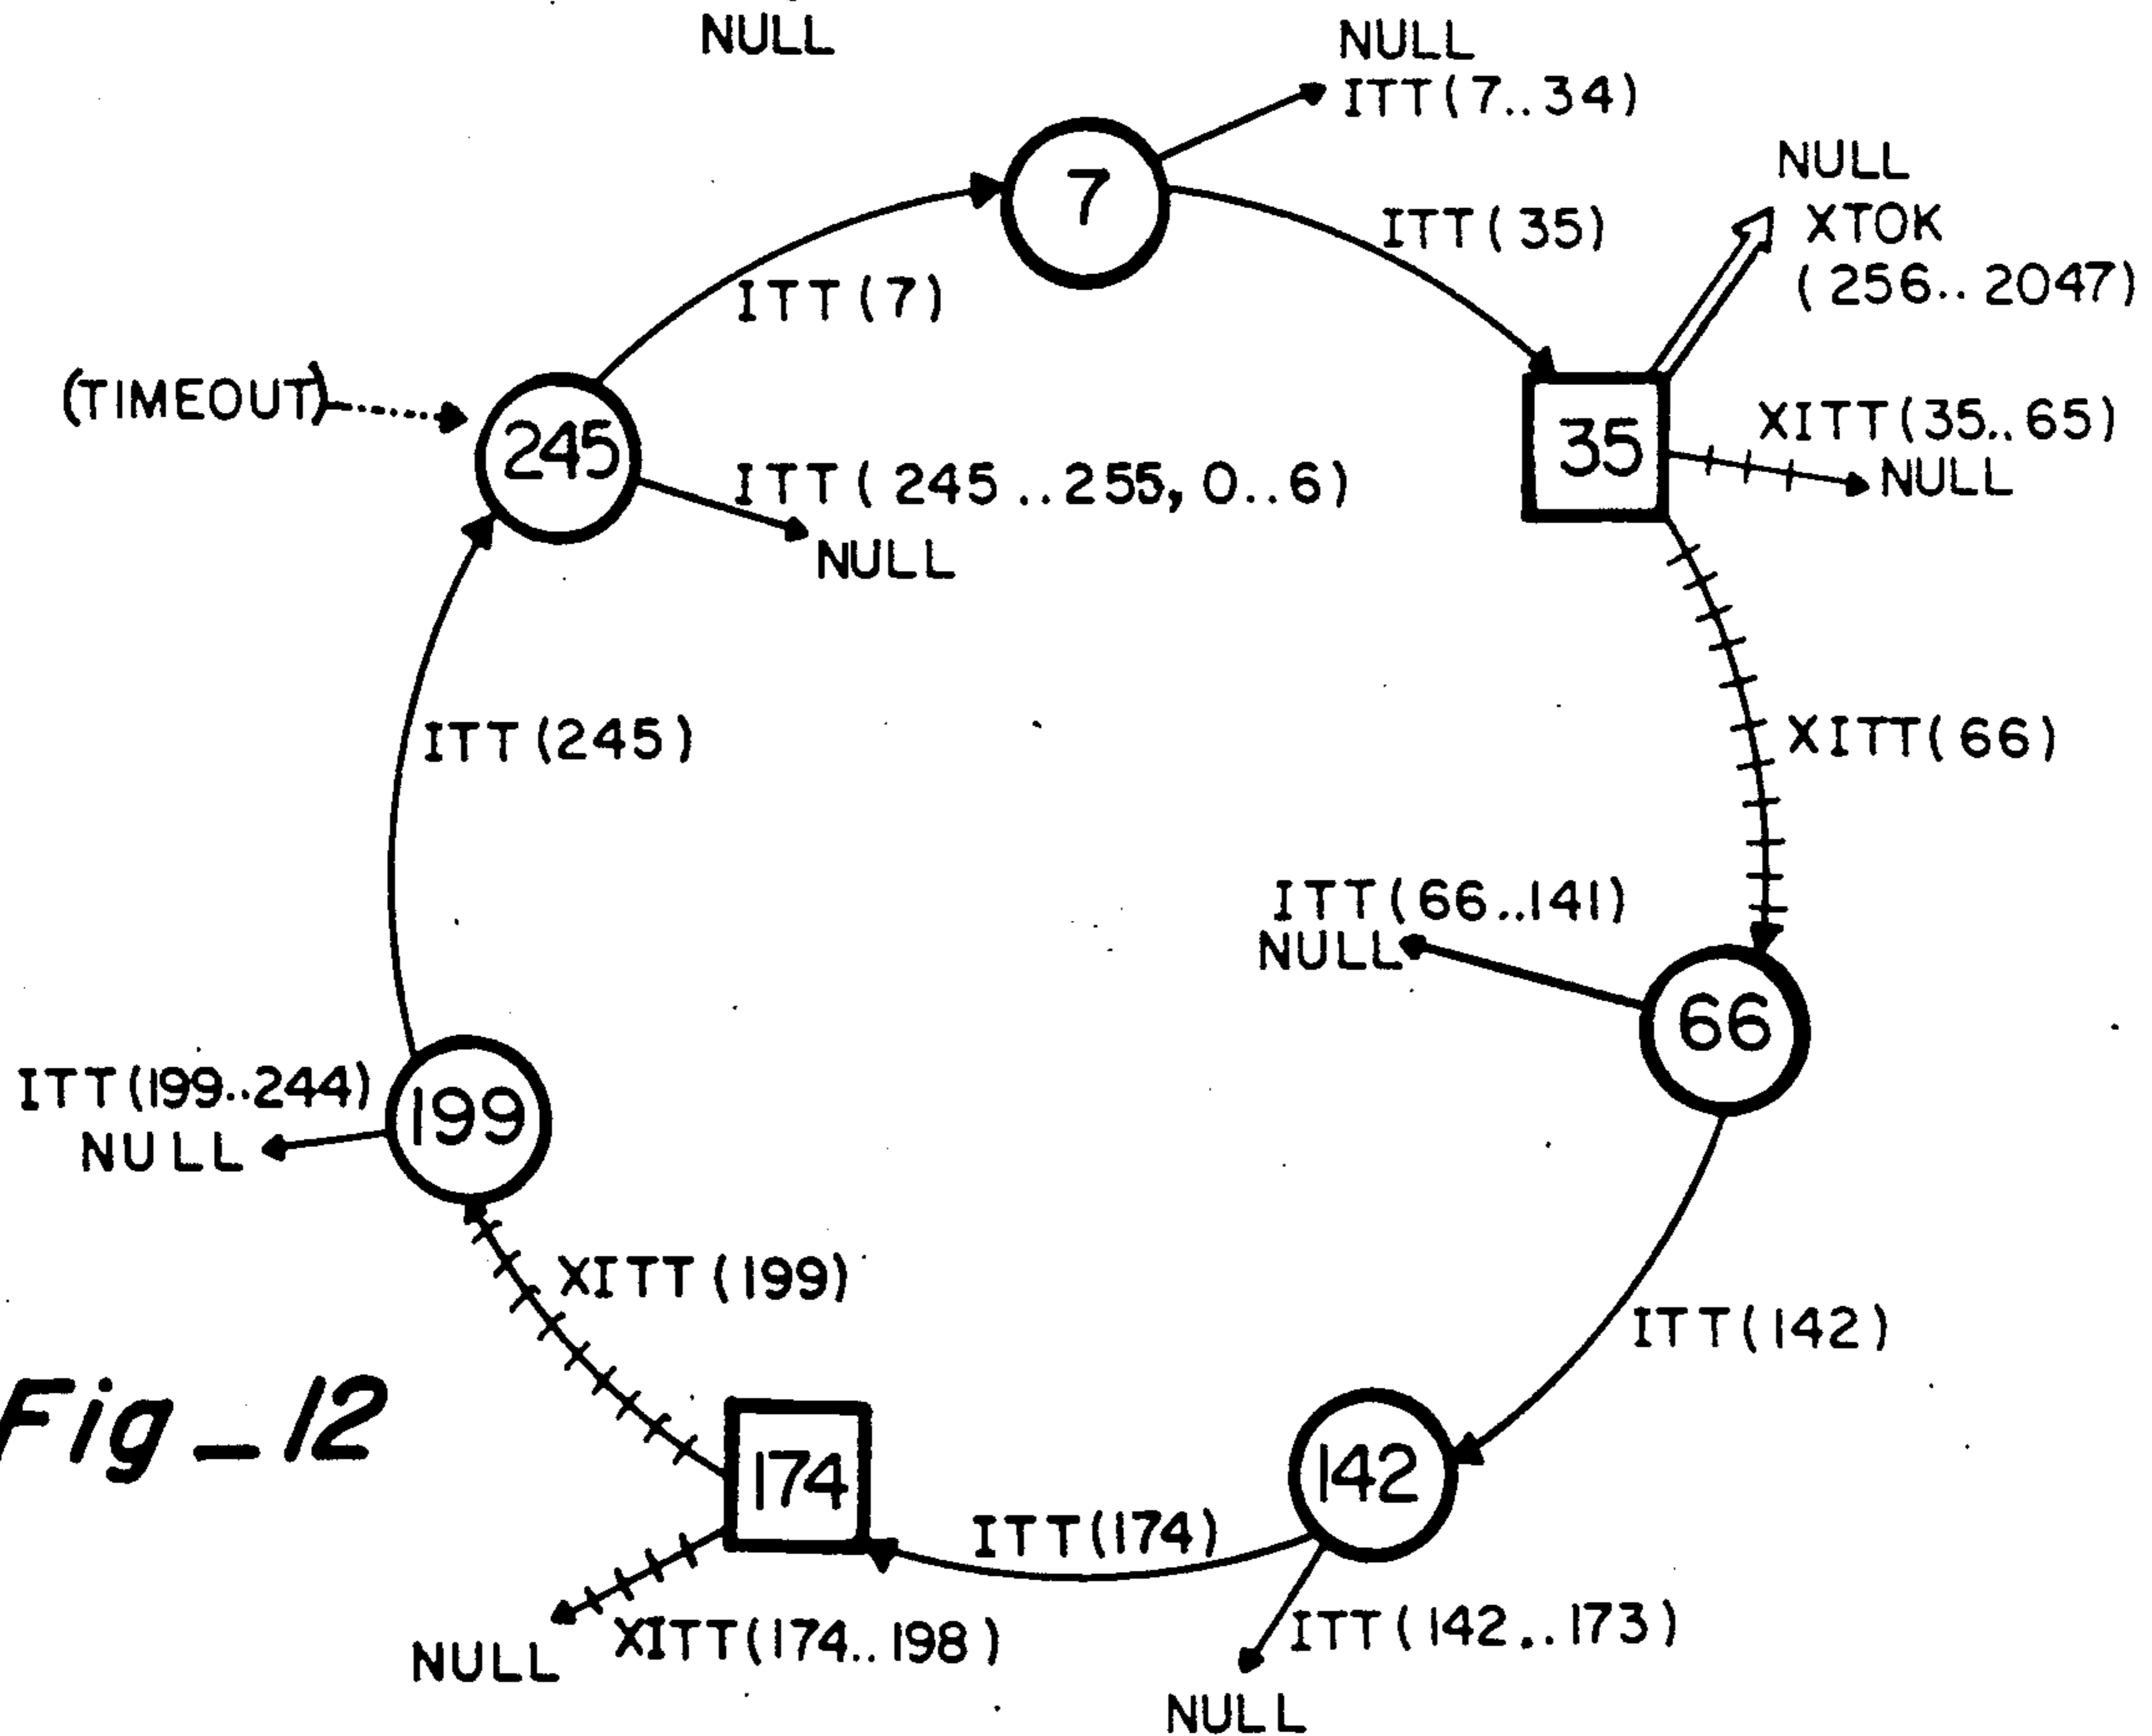 NULL
NULL
ITT(7..34)
7
NULL
XTOK
(256..2047)
ITT(35)
ITT(7)
(TIMEOUT)
245
ITT(245..255, 0..6)
NULL
35
XITT(35..65)
NULL
ITT(245)
XITT(66)
ITT(66..141)
NULL
66
ITT(199..244)
NULL
199
XITT(199)
ITT(142)
Fig_12
174
142
ITT(174)
XITT(174..198)
NULL
ITT(142..173)
NULL